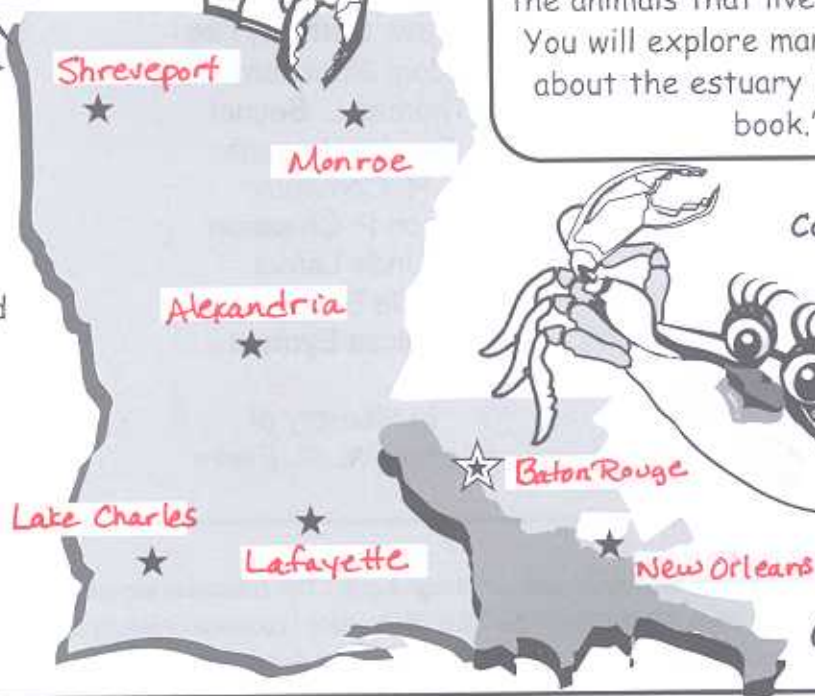 the animals that live
You will explore man
about the estuary
book."
Shreveport
Monroe
Co
d
Alexandria
Baton Rouge
Lake Charles
Lafayette
New Orleans